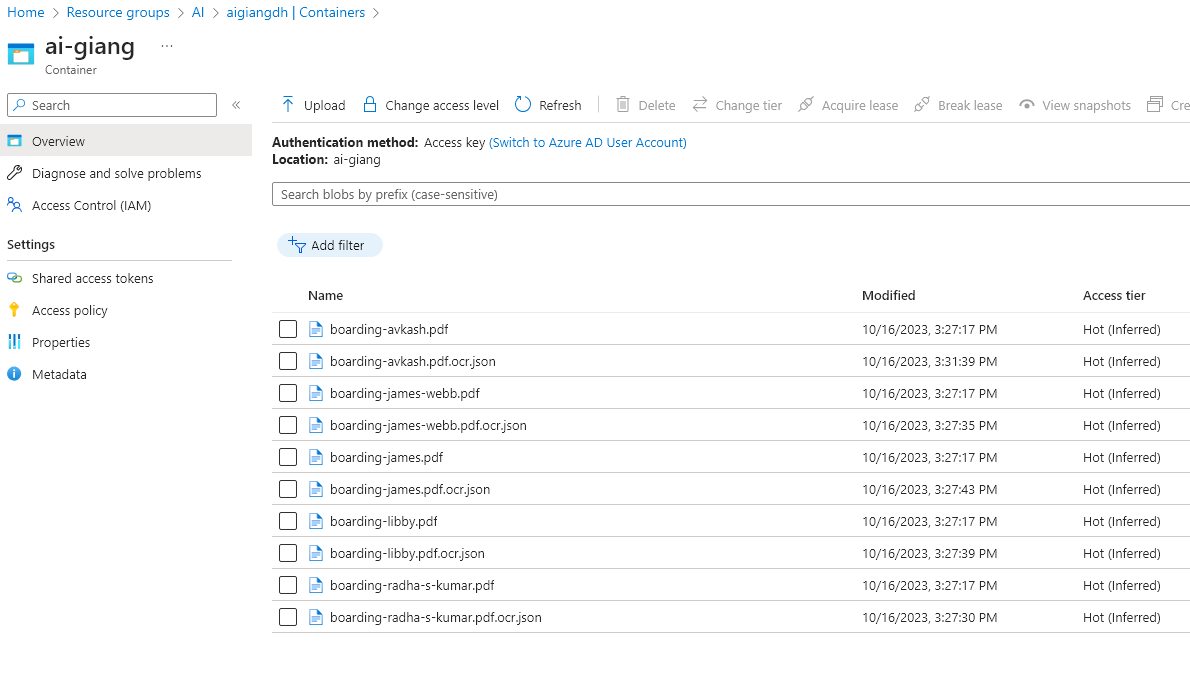 Home > Resource groups > AI > aigiangdh | Containers >
ai-giang ...
Container
Search «
Upload Change access level Refresh Delete Change tier Acquire lease Break lease View snapshots Cre
Overview
Diagnose and solve problems
Access Control (IAM)
Settings
Shared access tokens
Access policy
Properties
Metadata
Authentication method: Access key (Switch to Azure AD User Account)
Location: ai-giang
Search blobs by prefix (case-sensitive)
Add filter
Name Modified Access tier
boarding-avkash.pdf 10/16/2023, 3:27:17 PM Hot (Inferred)
boarding-avkash.pdf.ocr.json 10/16/2023, 3:31:39 PM Hot (Inferred)
boarding-james-webb.pdf 10/16/2023, 3:27:17 PM Hot (Inferred)
boarding-james-webb.pdf.ocr.json 10/16/2023, 3:27:35 PM Hot (Inferred)
boarding-james.pdf 10/16/2023, 3:27:17 PM Hot (Inferred)
boarding-james.pdf.ocr.json 10/16/2023, 3:27:43 PM Hot (Inferred)
boarding-libby.pdf 10/16/2023, 3:27:17 PM Hot (Inferred)
boarding-libby.pdf.ocr.json 10/16/2023, 3:27:39 PM Hot (Inferred)
boarding-radha-s-kumar.pdf 10/16/2023, 3:27:17 PM Hot (Inferred)
boarding-radha-s-kumar.pdf.ocr.json 10/16/2023, 3:27:30 PM Hot (Inferred)